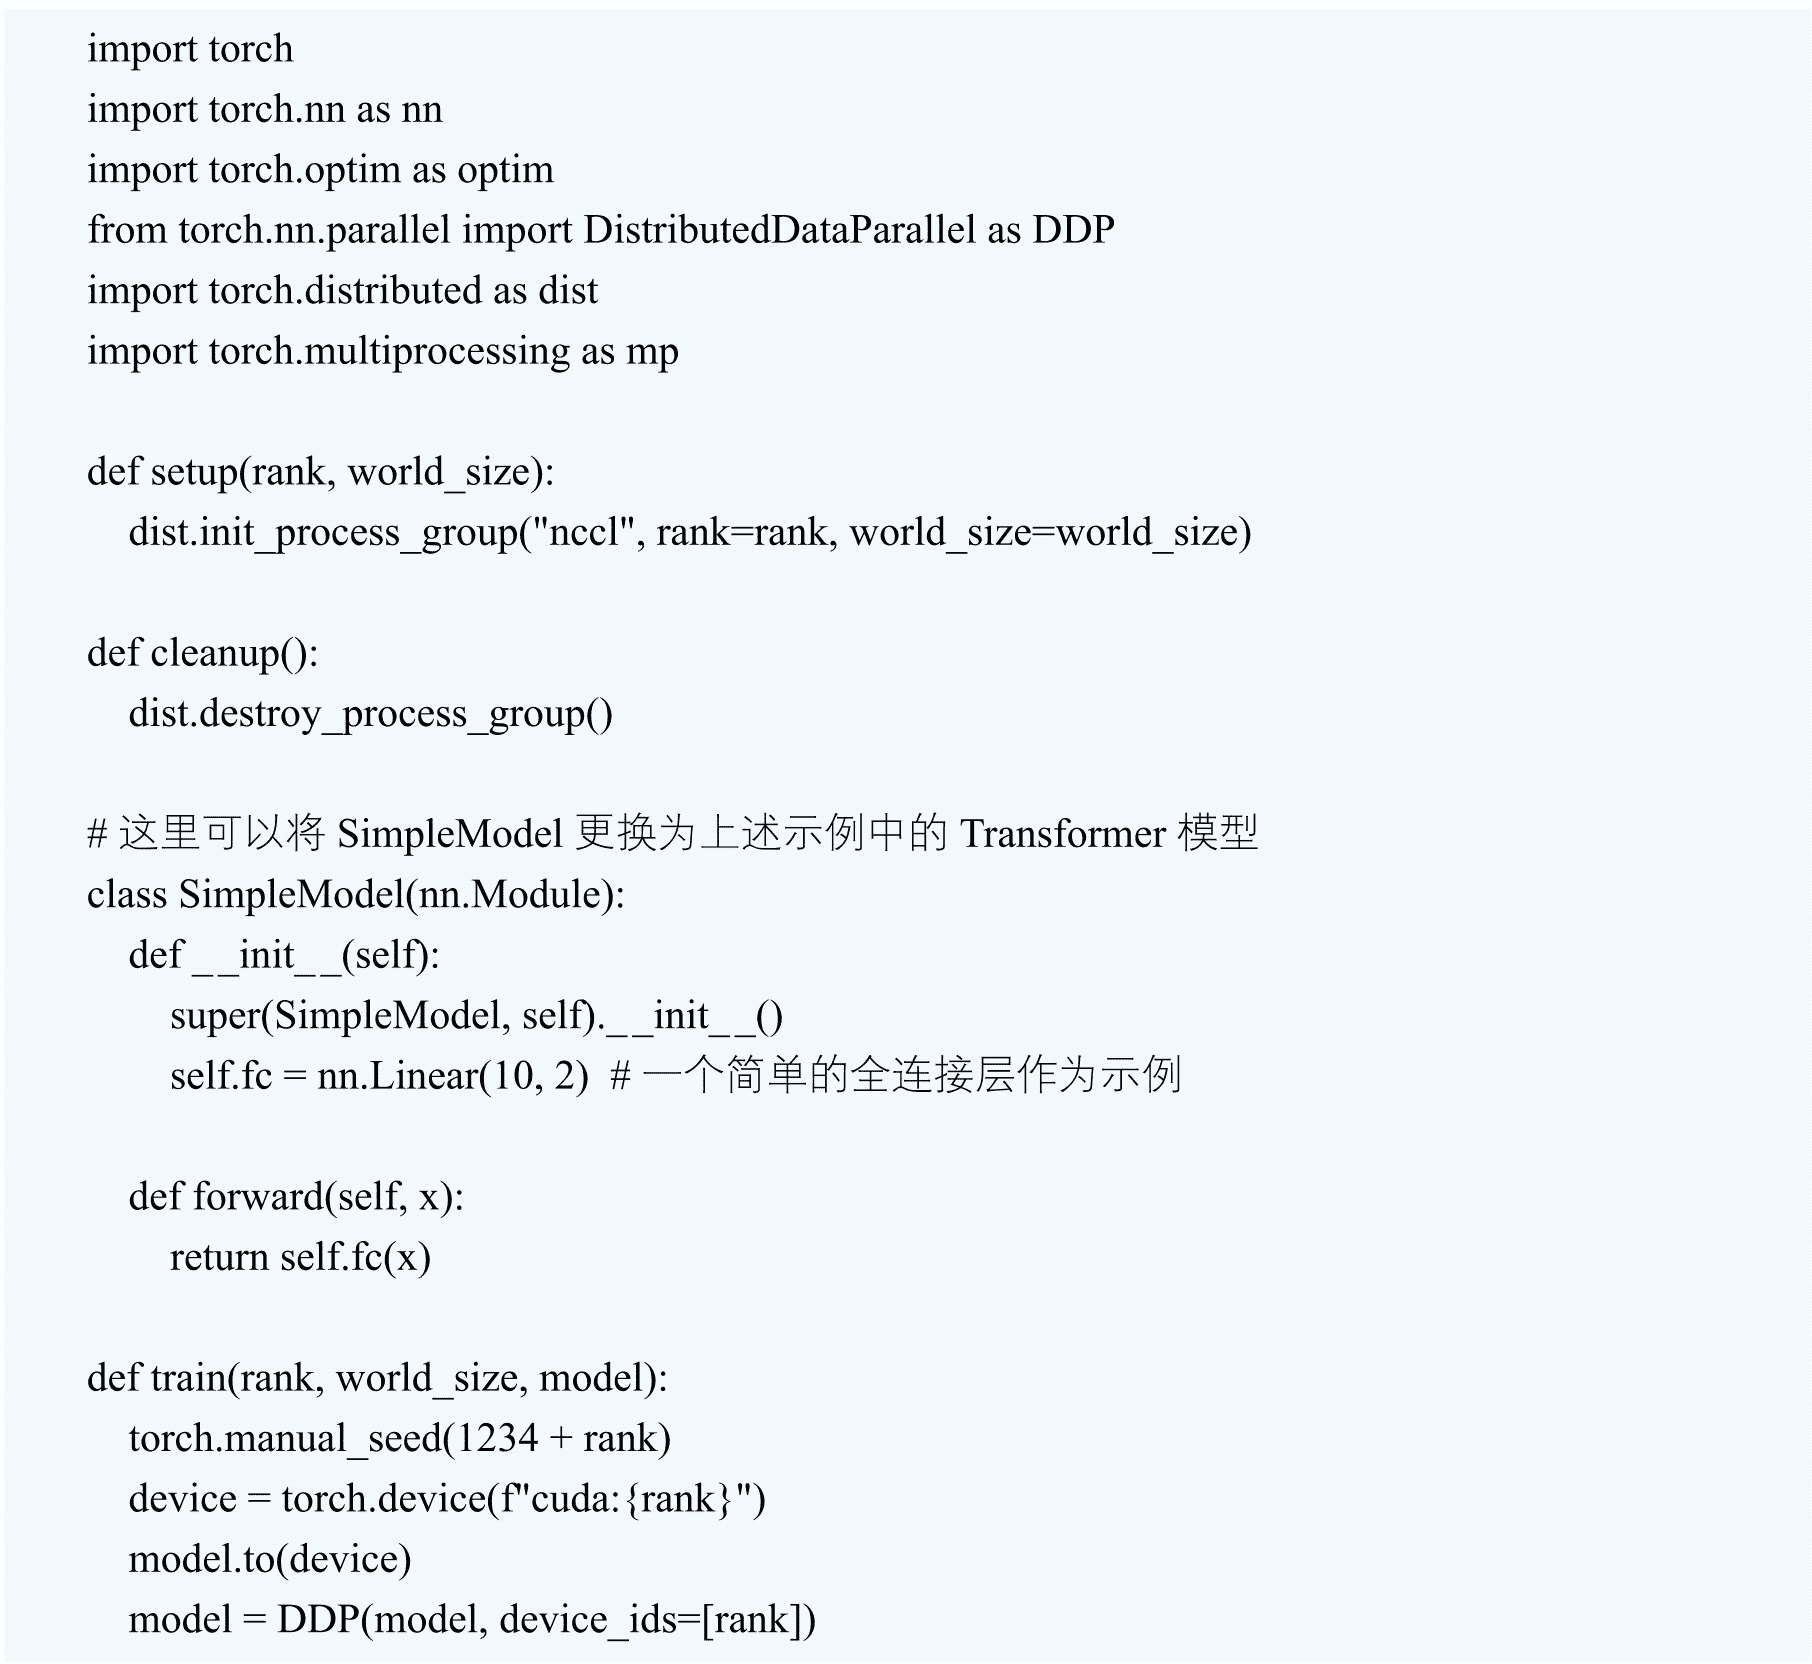 import torch
import torch.nn as nn
import torch.optim as optim
from torch.nn.parallel import DistributedDataParallel as DDP
import torch.distributed as dist
import torch.multiprocessing as mp

def setup(rank, world_size):
    dist.init_process_group("nccl", rank=rank, world_size=world_size)

def cleanup():
    dist.destroy_process_group()

# 这里可以将 SimpleModel 更换为上述示例中的 Transformer 模型
class SimpleModel(nn.Module):
    def __init__(self):
        super(SimpleModel, self).__init__()
        self.fc = nn.Linear(10, 2)  # 一个简单的全连接层作为示例

    def forward(self, x):
        return self.fc(x)

def train(rank, world_size, model):
    torch.manual_seed(1234 + rank)
    device = torch.device(f"cuda:{rank}")
    model.to(device)
    model = DDP(model, device_ids=[rank])